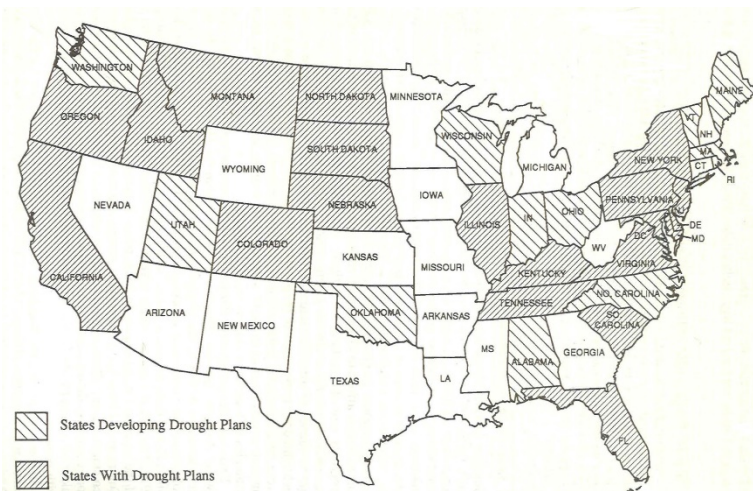 WASHINGTON
OREGON
IDAHO
MONTANA
NORTH DAKOTA
MINNESOTA
SOUTH DAKOTA
WISCONSIN
MICHIGAN
WYOMING
NEVADA
UTAH
COLORADO
CALIFORNIA
NEBRASKA
IOWA
KANSAS
MISSOURI
ILLINOIS
IN
OHIO
KENTUCKY
WV
VIRGINIA
DC
PENNSYLVANIA
NEW YORK
MAINE
VT
NH
MA
CT
RI
NJ
DE
MD
NO. CAROLINA
SO. CAROLINA
TENNESSEE
ARIZONA
NEW MEXICO
OKLAHOMA
ARKANSAS
TEXAS
LA
MS
ALABAMA
GEORGIA
FL
States Developing Drought Plans
States With Drought Plans